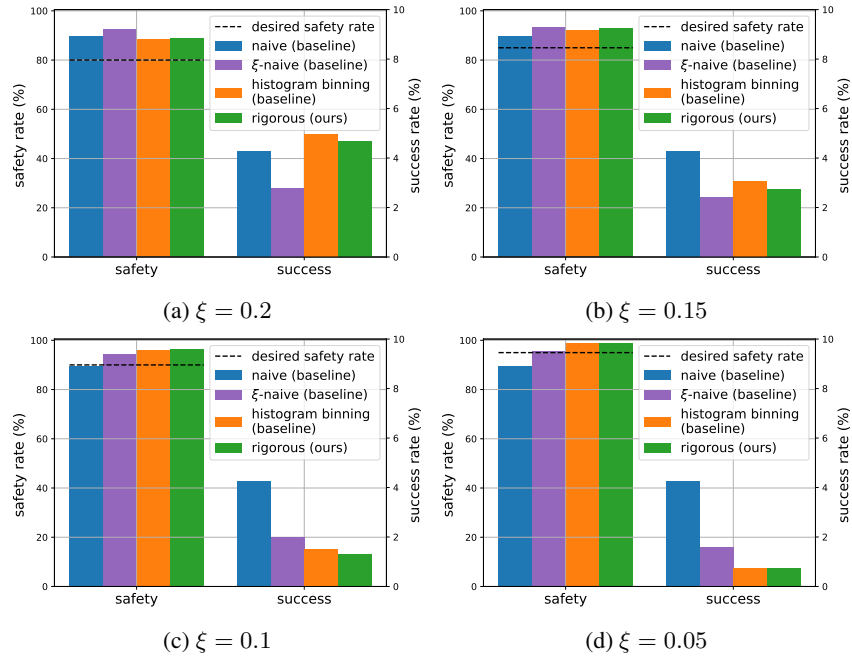 100
80
60
40
20
0
safety rate (%)
desired safety rate
naive (baseline)
ξ-naive (baseline)
histogram binning
(baseline)
rigorous (ours)
10
8
6
4
2
0
success rate (%)
safety
success
(a) ξ = 0.2
100
80
60
40
20
0
safety rate (%)
desired safety rate
naive (baseline)
ξ-naive (baseline)
histogram binning
(baseline)
rigorous (ours)
10
8
6
4
2
0
success rate (%)
safety
success
(b) ξ = 0.15
100
80
60
40
20
0
safety rate (%)
desired safety rate
naive (baseline)
ξ-naive (baseline)
histogram binning
(baseline)
rigorous (ours)
10
8
6
4
2
0
success rate (%)
safety
success
(c) ξ = 0.1
100
80
60
40
20
0
safety rate (%)
desired safety rate
naive (baseline)
ξ-naive (baseline)
histogram binning
(baseline)
rigorous (ours)
10
8
6
4
2
0
success rate (%)
safety
success
(d) ξ = 0.05